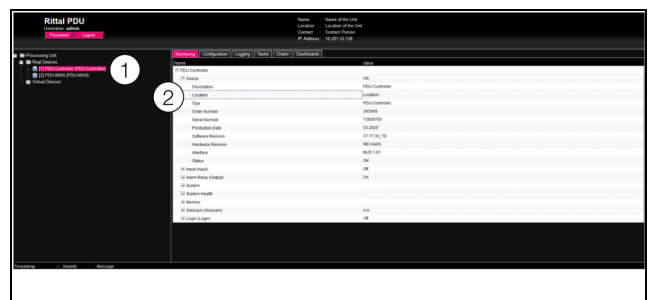 Rittal PDU
Username: admin
Password Logout
Name : Name of the Unit
Location : Location of the Unit
Contact : Contact Person
IP Address : 10.201.52.138
Processing Unit
Real Devices
[1] PDU-Controller (PDU-Controller)
[2] PDU-MAN (PDU-MAN)
Virtual Devices
1
2
Monitoring Configuration Logging Tasks Charts Dashboards
Name Value
PDU-Controller
Device OK
Description PDU-Controller
Location Location
Type PDU-Controller
Order Number
Serial Number
Production Date 03.2020
Software Revision
Hardware Revision
Interface BUS 1/01
Status OK
Input (Input) Off
Alarm-Relay (Output) On
System
System Health
Memory
Webcam (Webcam) n.a.
Login (Login) Off
Timestamp Severity Message